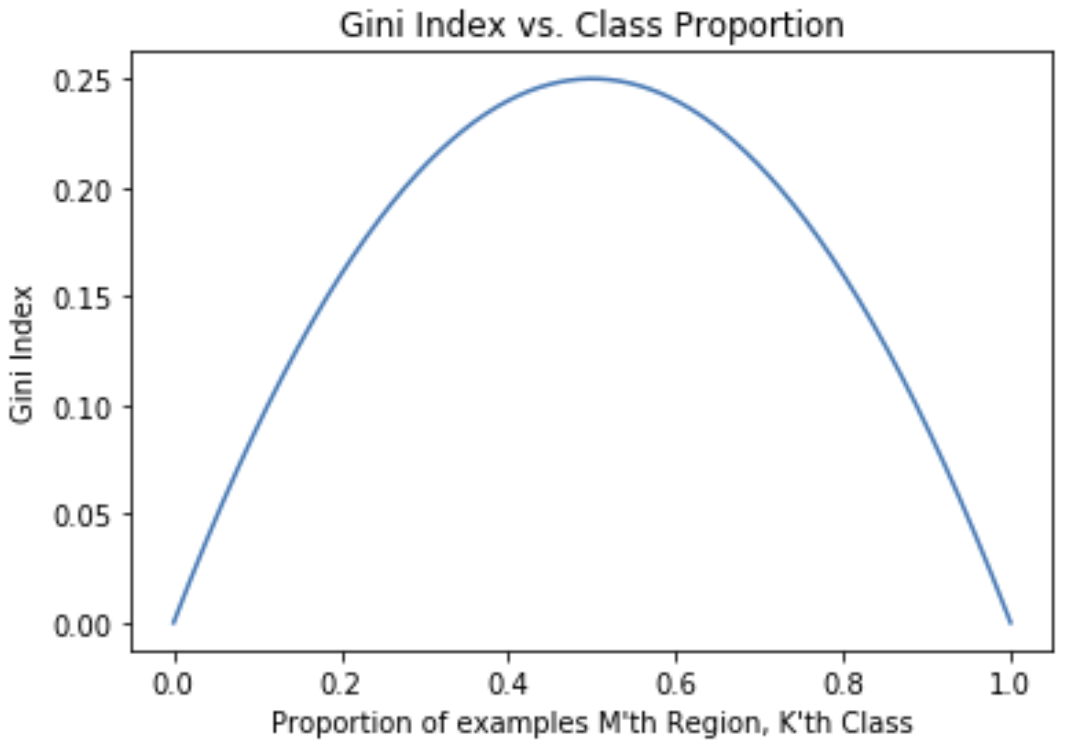 Gini Index vs. Class Proportion
0.25
0.20
0.15
0.10
0.05
0.00
Gini Index
0.0 0.2 0.4 0.6 0.8 1.0
Proportion of examples M'th Region, K'th Class